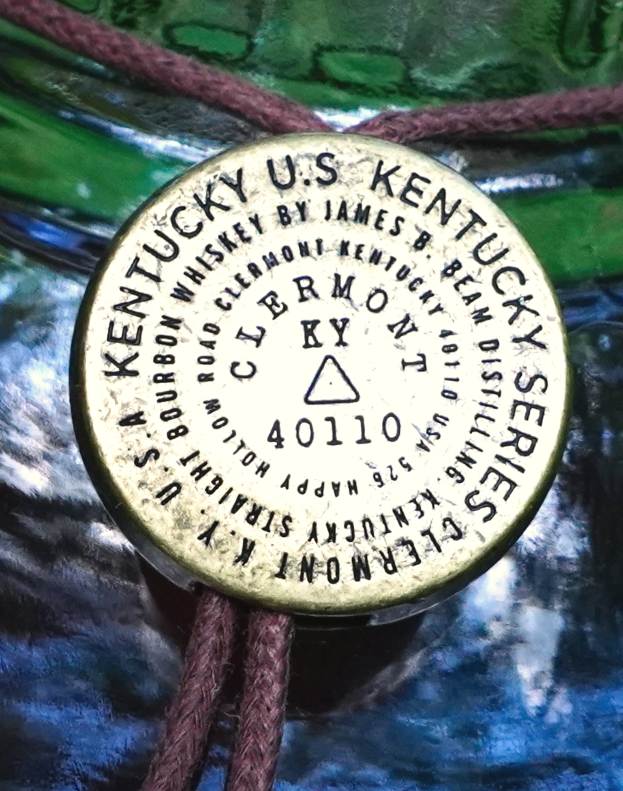 KENTUCKY U.S KENTUCKY SERIES CLERMONT K.Y. U.S.A
KENTUCKY STRAIGHT BOURBON WHISKEY BY JAMES B. BEAM DISTILLING.
526 HAPPY HOLLOW ROAD CLERMONT KENTUCKY 40110 USA
CLERMONT
KY
40110